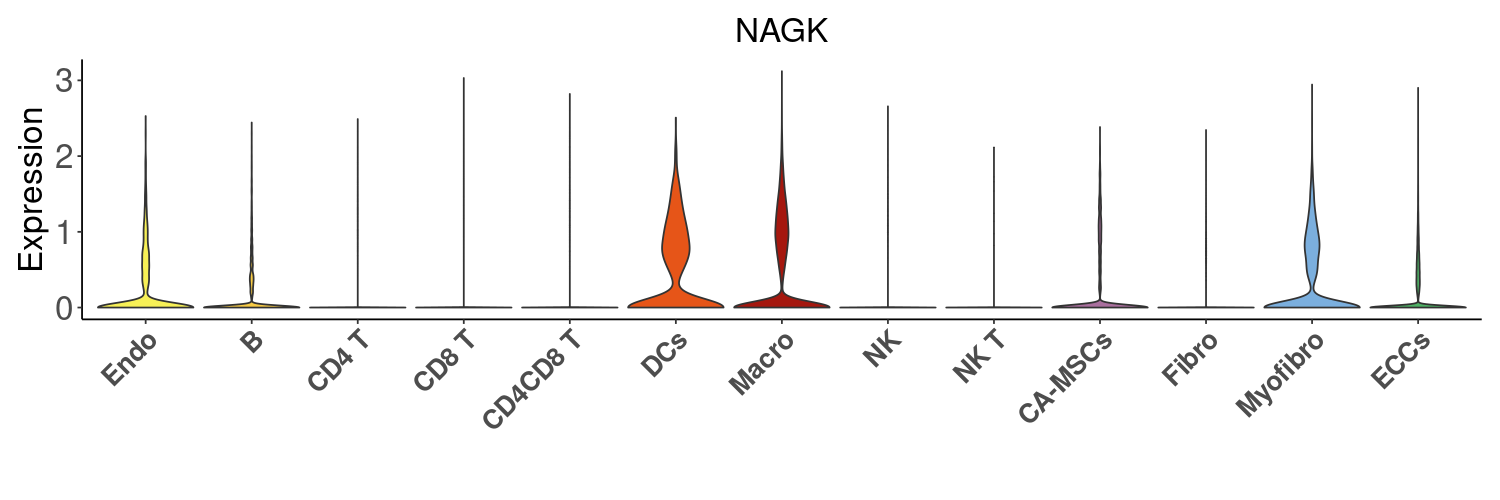 NAGK
Expression
3
2
1
0
Endo
B
CD4 T
CD8 T
CD4CD8 T
DCs
Macro
NK
NK T
CA-MSCs
Fibro
Myofibro
ECCs